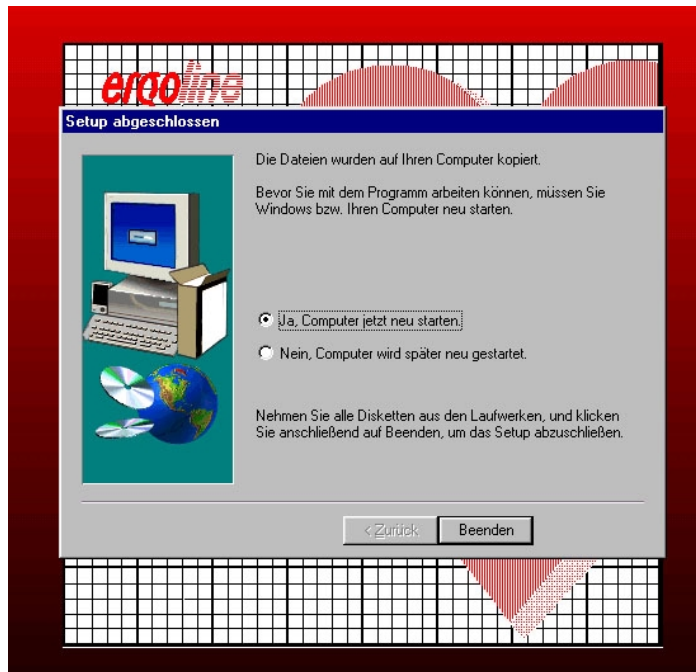 ergoline
Setup abgeschlossen
Die Dateien wurden auf Ihren Computer kopiert.
Bevor Sie mit dem Programm arbeiten können, müssen Sie
Windows bzw. Ihren Computer neu starten.
Ja, Computer jetzt neu starten.
Nein, Computer wird später neu gestartet.
Nehmen Sie alle Disketten aus den Laufwerken, und klicken
Sie anschließend auf Beenden, um das Setup abzuschließen.
< Zurück
Beenden